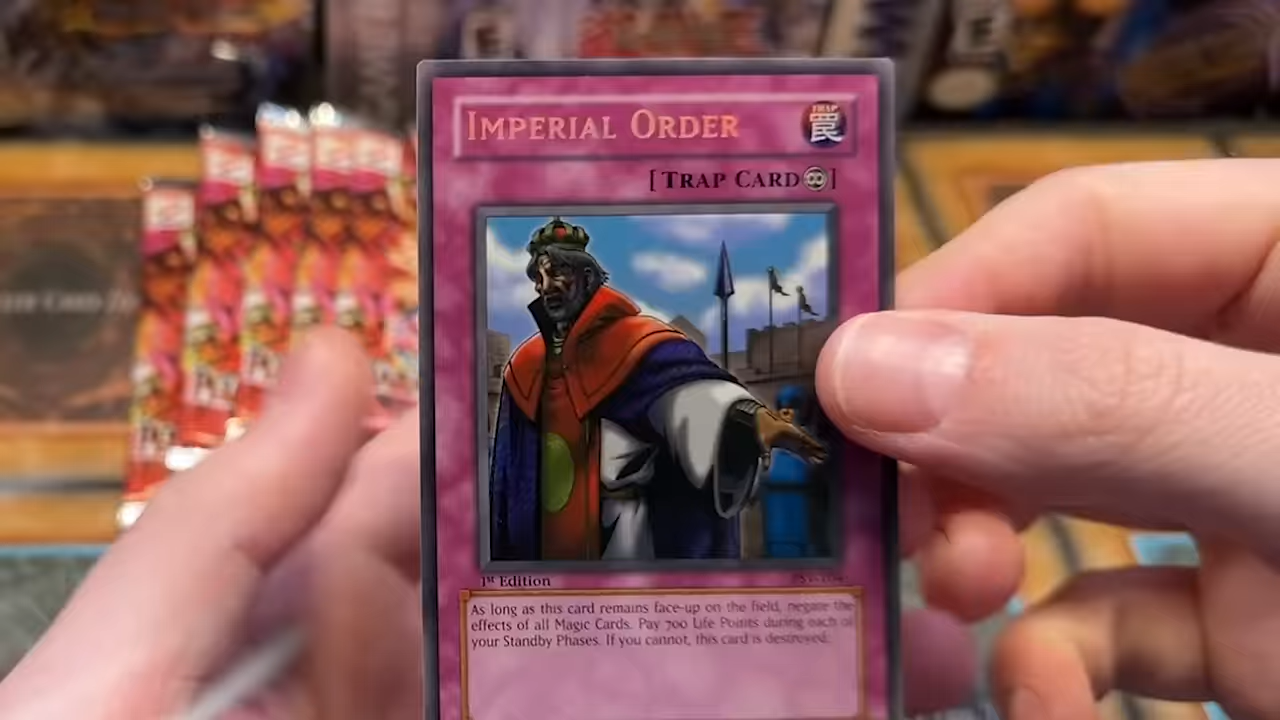 IMPERIAL ORDER
TRAP
罠
[TRAP CARD]
1ST Edition
As long as this card remains face-up on the field, negate the
effects of all Magic Cards. Pay 700 Life Points during each of
your Standby Phases. If you cannot, this card is destroyed.